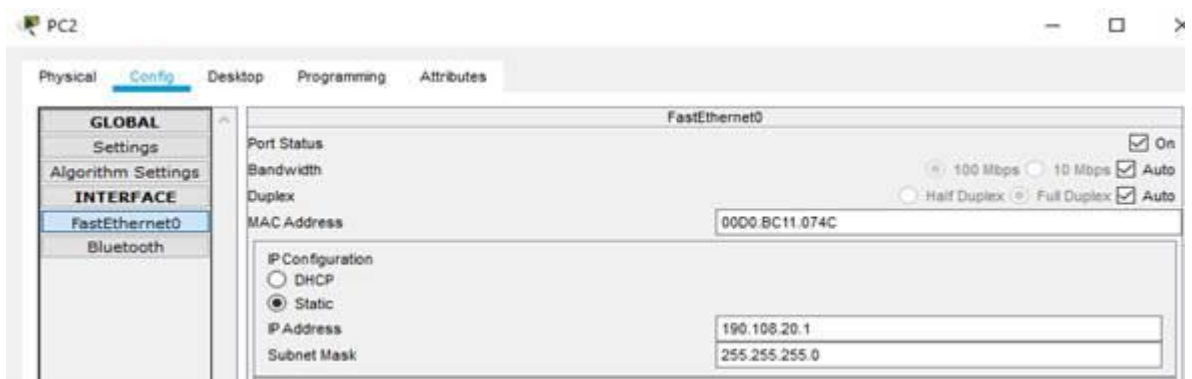 PC2
Physical Config Desktop Programming Attributes
GLOBAL
Settings
Algorithm Settings
INTERFACE
FastEthernet0
Bluetooth
FastEthernet0
Port Status On
Bandwidth 100 Mbps 10 Mbps Auto
Duplex Half Duplex Full Duplex Auto
MAC Address 00D0.BC11.074C
IP Configuration
DHCP
Static
IP Address 190.108.20.1
Subnet Mask 255.255.255.0